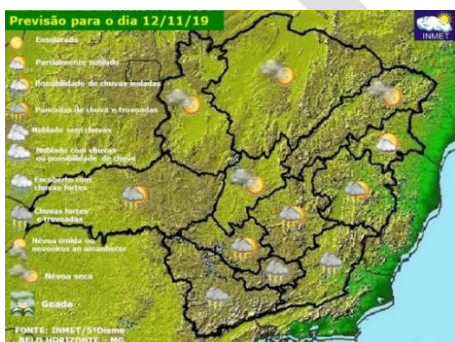 Previsão para o dia 12/11/19
INMET
Ensolarado
Parcialmente nublado
Possibilidade de chuvas isoladas
Pancadas de chuva e trovoadas
Nublado sem chuvas
Nublado com chuvas
ou possibilidade de chuva
Encoberto com
chuvas fortes
Chuvas fortes
e trovoadas
Névoa úmida ou
nevoeiros ao amanhecer
Névoa seca
Geada
FONTE: INMET/5ºDisme
BELO HORIZONTE - MG